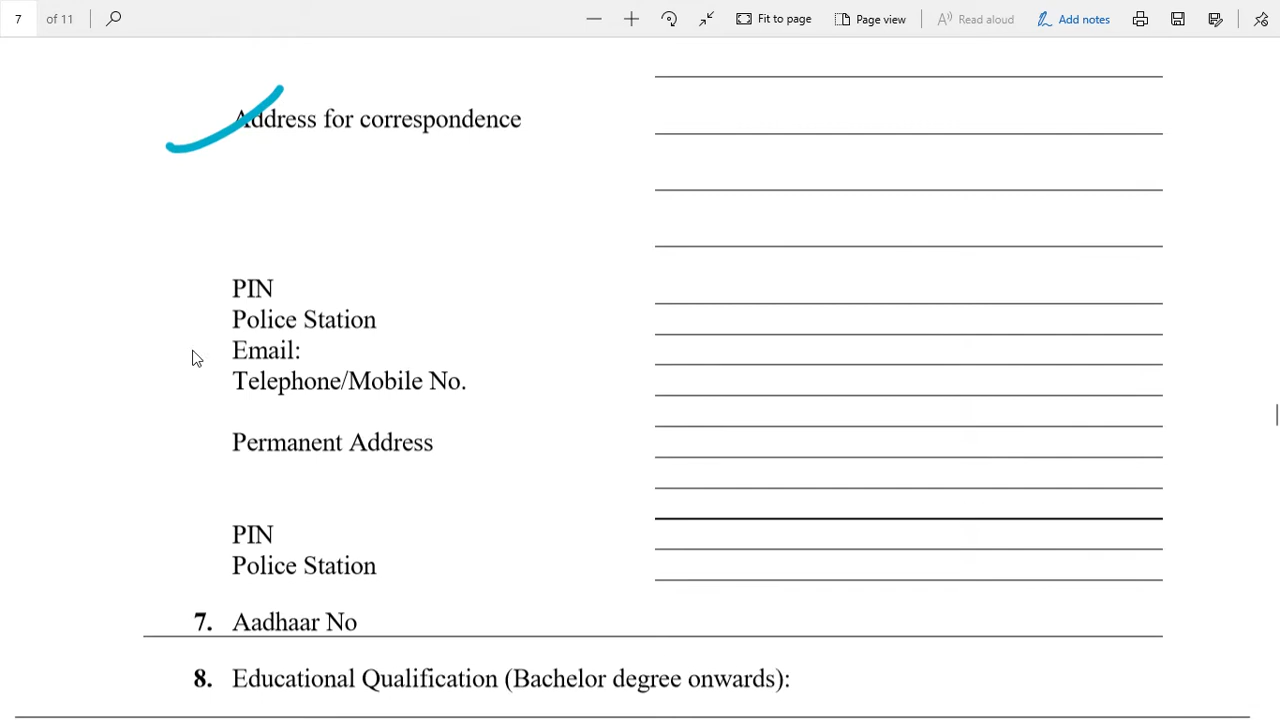 7 of 11 Fit to page Page view Read aloud Add notes
Address for correspondence
PIN
Police Station
Email:
Telephone/Mobile No.
Permanent Address
PIN
Police Station
7. Aadhaar No
8. Educational Qualification (Bachelor degree onwards):